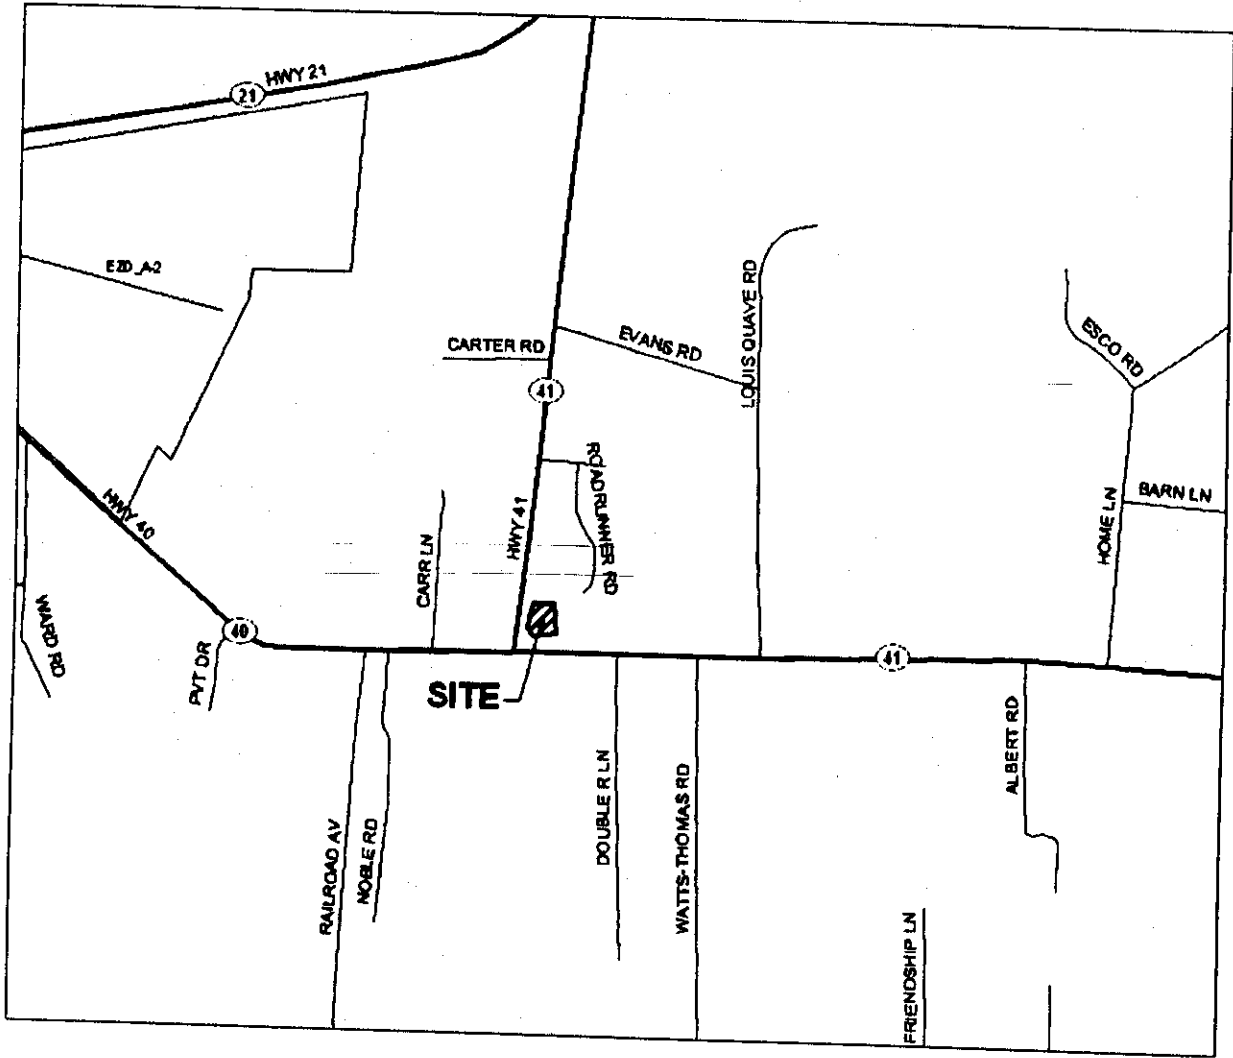 HWY 21
21
EZD_A-2
CARTER RD
EVANS RD
LOUIS QUAVE RD
ESCO RD
41
ROADRUNNER RD
HWY 40
HWY 41
CARR LN
HOME LN
BARN LN
WARD RD
40
PVT DR
41
SITE
ALBERT RD
DOUBLE R LN
WATTS-THOMAS RD
RAILROAD AV
NOBLE RD
FRIENDSHIP LN